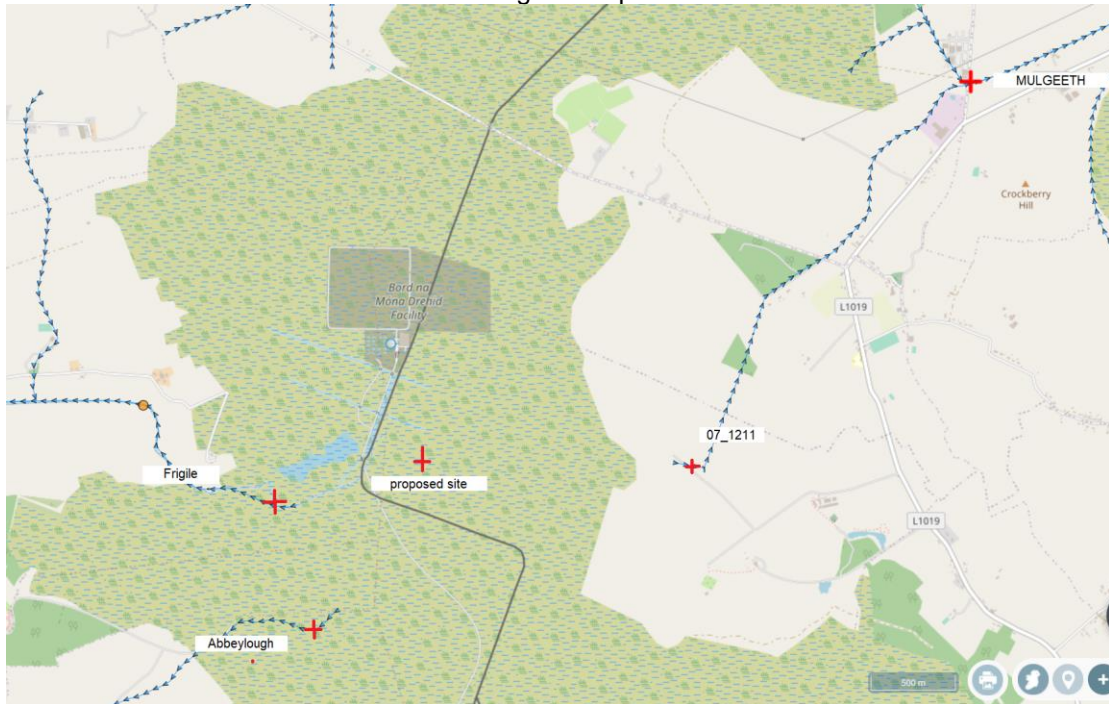 MULGEETH
Crockberry
Hill
Bord na
Mona Drehid
Facility
L1019
07_1211
Frigile
proposed site
L1019
Abbeylough
500 m